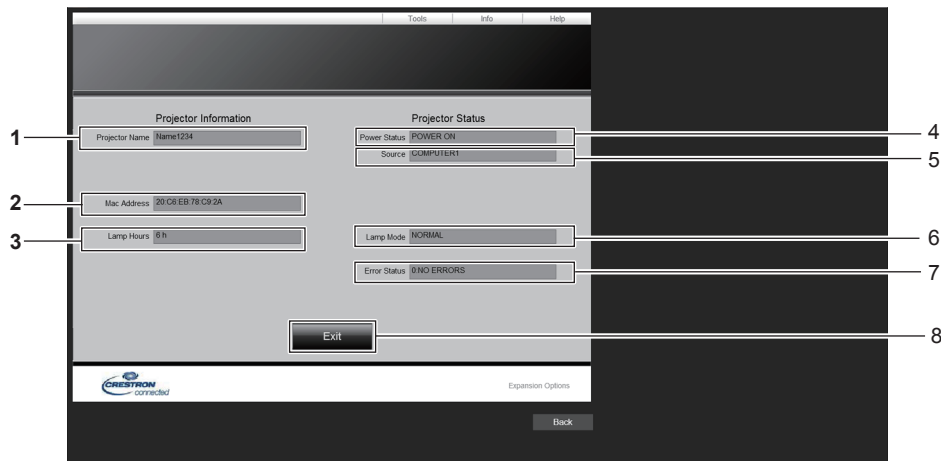 Tools Info Help
Projector Information
Projector Status
1
Projector Name Name1234
Power Status POWER ON
4
Source COMPUTER1
5
2
Mac Address 20:C6:EB:78:C9:2A
3
Lamp Hours 6 h
Lamp Mode NORMAL
6
Error Status 0:NO ERRORS
7
Exit
8
CRESTRON
connected
Expansion Options
Back